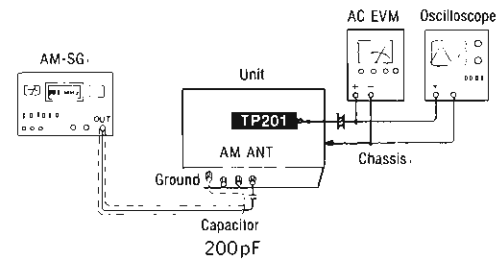 AC EVM
Oscilloscope
AM-SG
Unit
OUT
TP201
AM ANT
Chassis
Ground
Capacitor
200pF